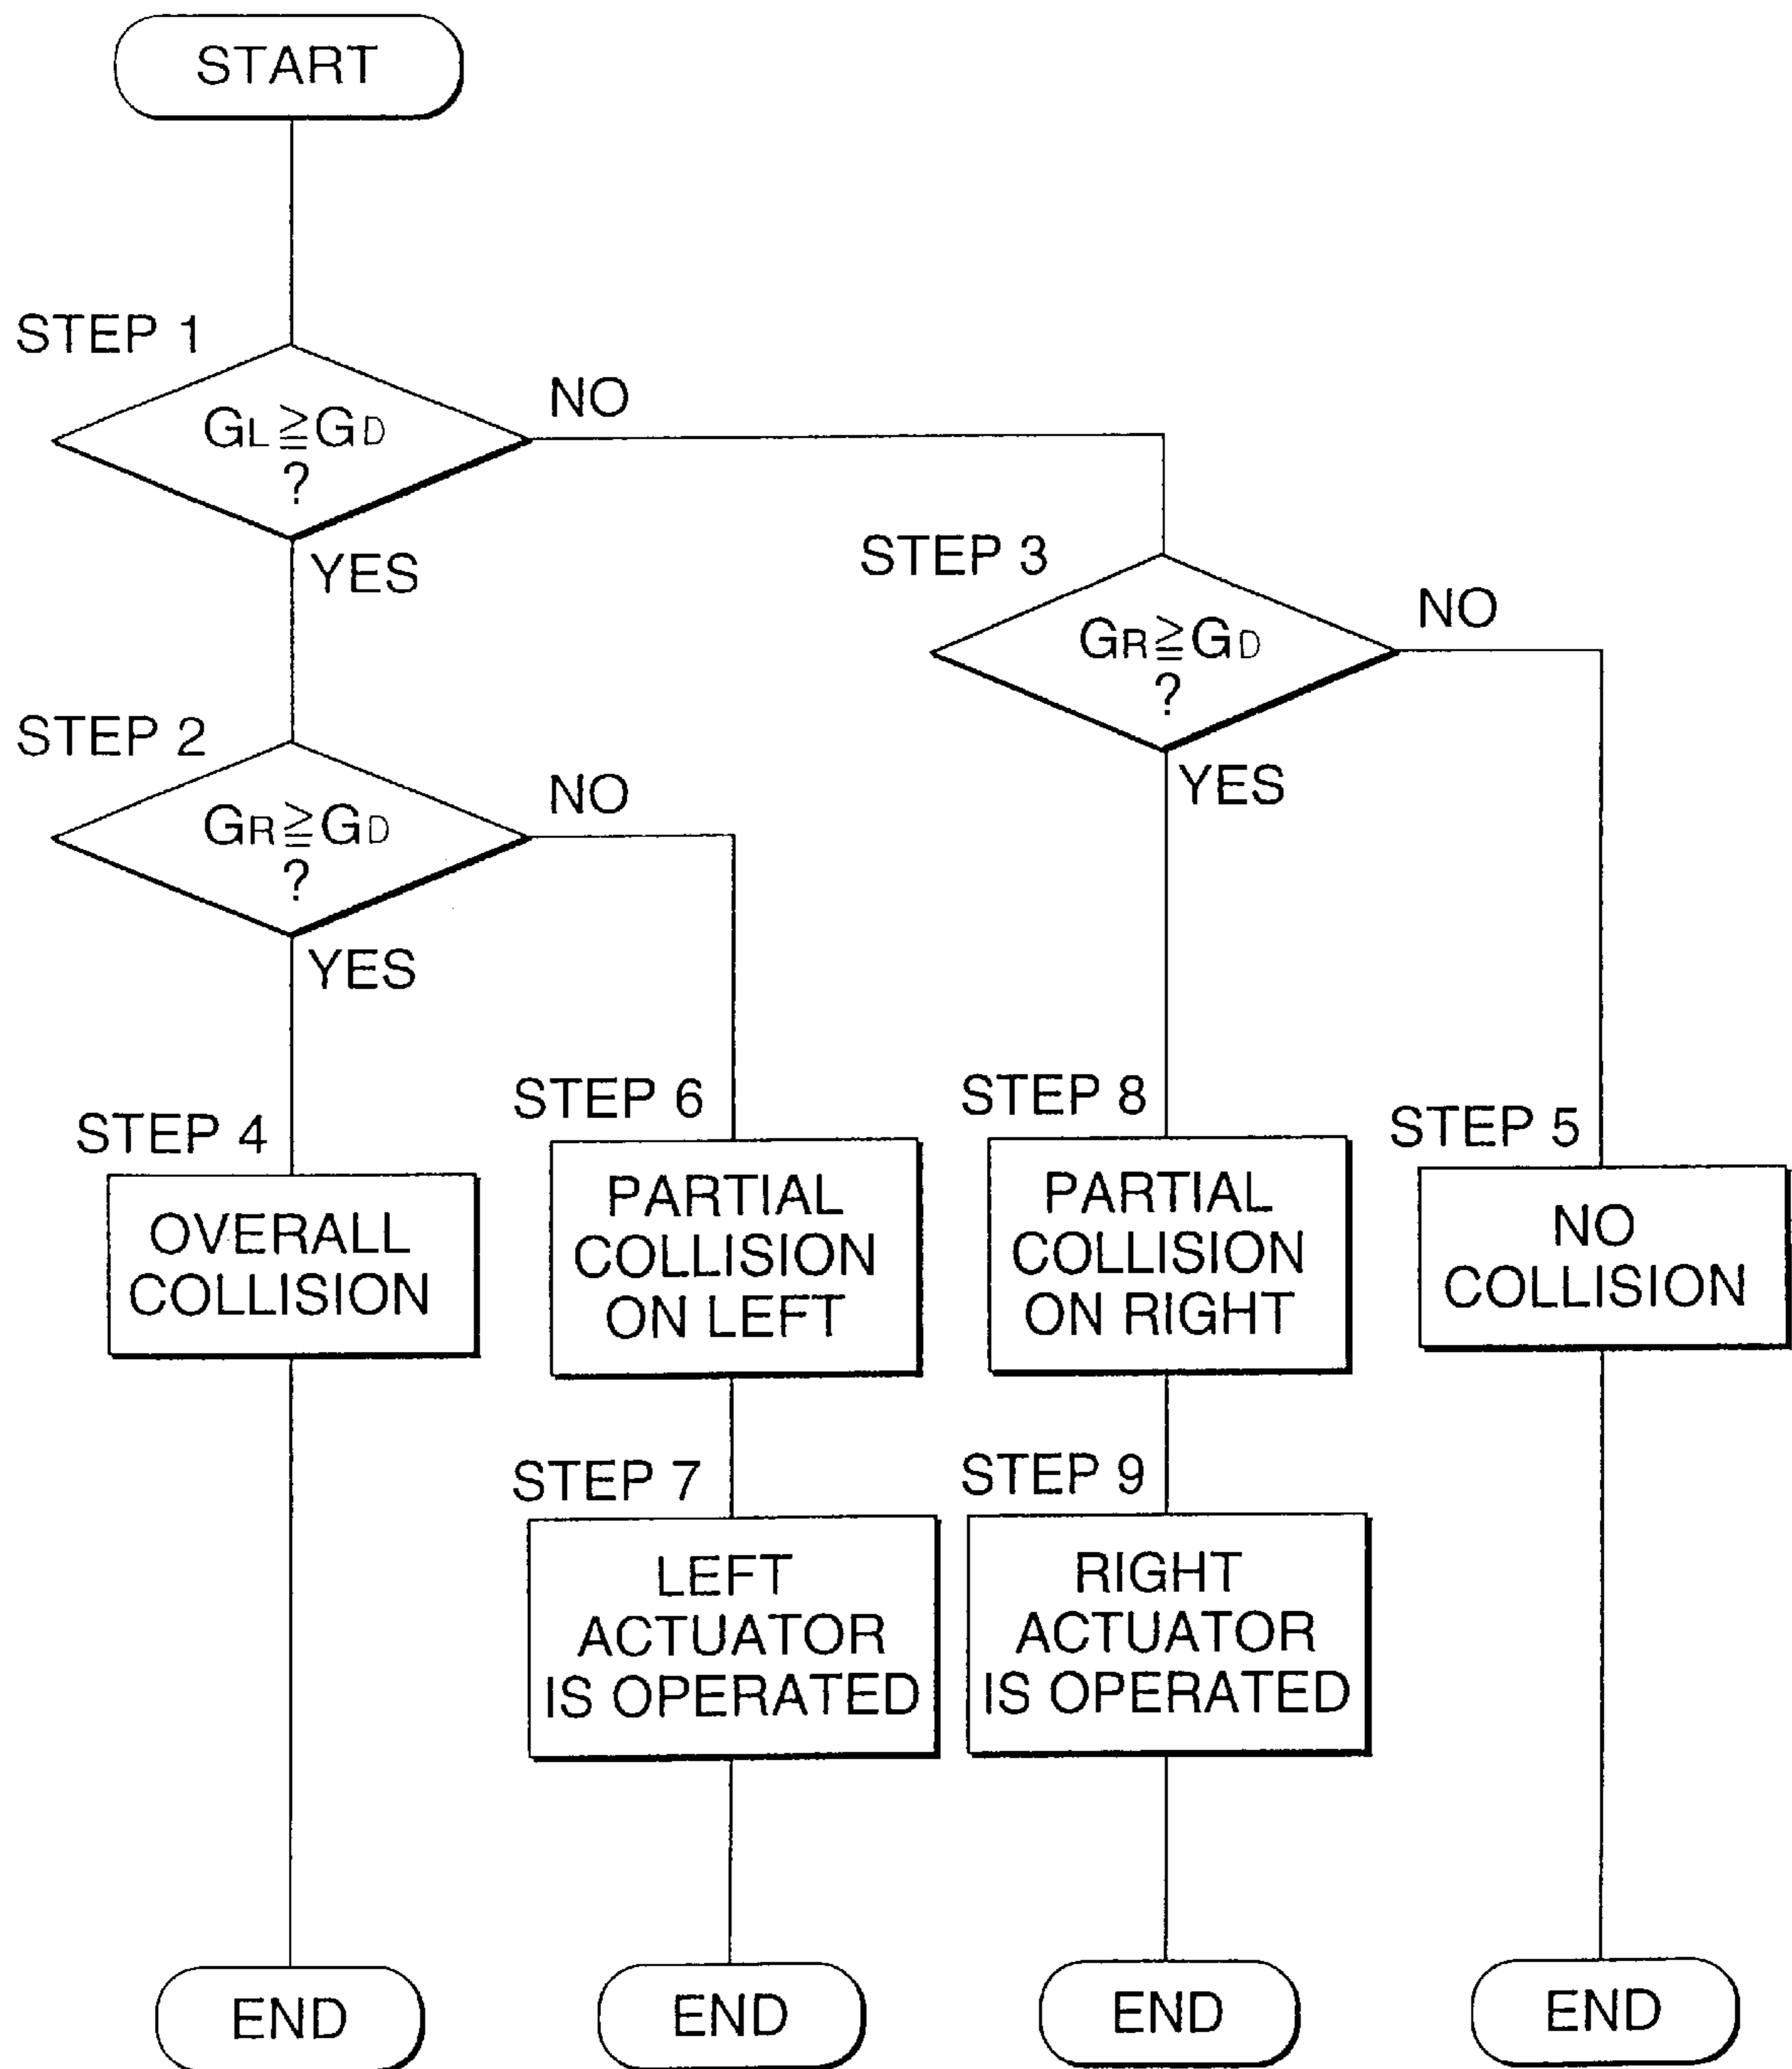 START
STEP 1
GL≧GD
?
NO
YES
STEP 3
GR≧GD
?
NO
YES
STEP 2
GR≧GD
?
NO
YES
STEP 4
OVERALL
COLLISION
STEP 6
PARTIAL
COLLISION
ON LEFT
STEP 8
PARTIAL
COLLISION
ON RIGHT
STEP 5
NO
COLLISION
STEP 7
LEFT
ACTUATOR
IS OPERATED
STEP 9
RIGHT
ACTUATOR
IS OPERATED
END
END
END
END